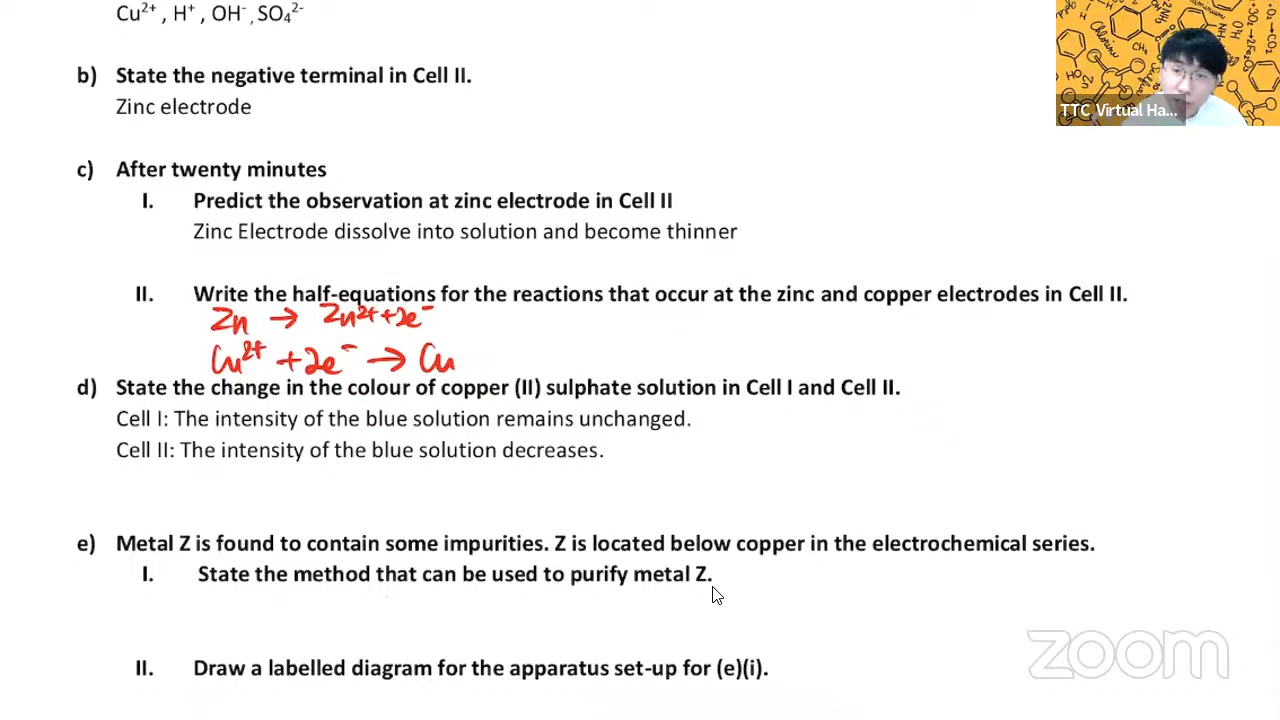 Cu²⁺ , H⁺ , OH⁻ , SO₄²⁻
b) State the negative terminal in Cell II.
Zinc electrode
c) After twenty minutes
I. Predict the observation at zinc electrode in Cell II
Zinc Electrode dissolve into solution and become thinner
II. Write the half-equations for the reactions that occur at the zinc and copper electrodes in Cell II.
Zn → Zn²⁺ + 2e⁻
Cu²⁺ + 2e⁻ → Cu
d) State the change in the colour of copper (II) sulphate solution in Cell I and Cell II.
Cell I: The intensity of the blue solution remains unchanged.
Cell II: The intensity of the blue solution decreases.
e) Metal Z is found to contain some impurities. Z is located below copper in the electrochemical series.
I. State the method that can be used to purify metal Z.
II. Draw a labelled diagram for the apparatus set-up for (e)(i).
TTC Virtual Ha...
zoom